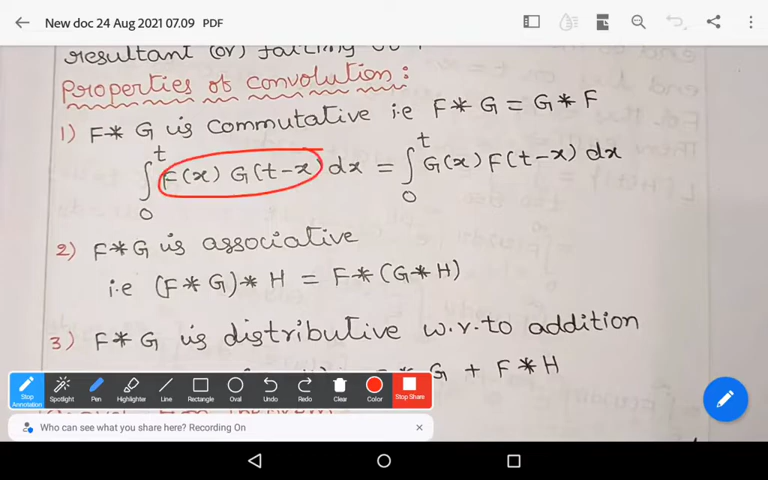 New doc 24 Aug 2021 07.09 PDF
resultant (or)
Properties of convolution:
1) F*G is commutative i.e F*G = G*F
∫₀ᵗ F(x) G(t-x) dx = ∫₀ᵗ G(x) F(t-x) dx
2) F*G is associative
i.e (F*G)*H = F*(G*H)
3) F*G is distributive w.r.to addition
* G + F*H
Stop Annotation Spotlight Pen Highlighter Line Rectangle Oval Undo Redo Clear Color Stop Share
Who can see what you share here? Recording On